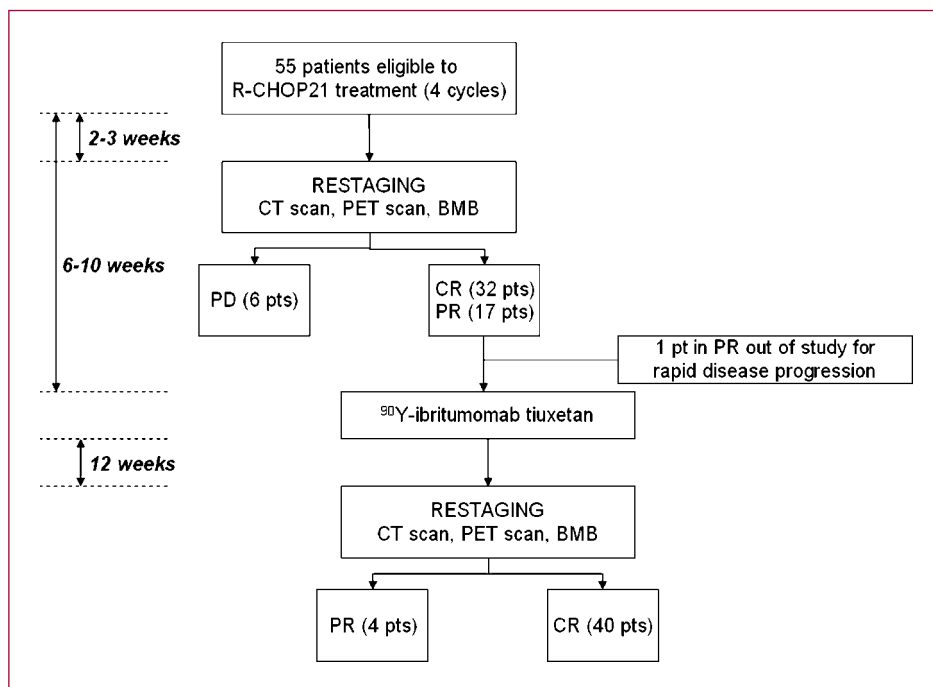 55 patients eligible to
R-CHOP21 treatment (4 cycles)
2-3 weeks
RESTAGING
CT scan, PET scan, BMB
6-10 weeks
PD (6 pts)
CR (32 pts)
PR (17 pts)
1 pt in PR out of study for
rapid disease progression
⁹⁰Y-ibritumomab tiuxetan
12 weeks
RESTAGING
CT scan, PET scan, BMB
PR (4 pts)
CR (40 pts)